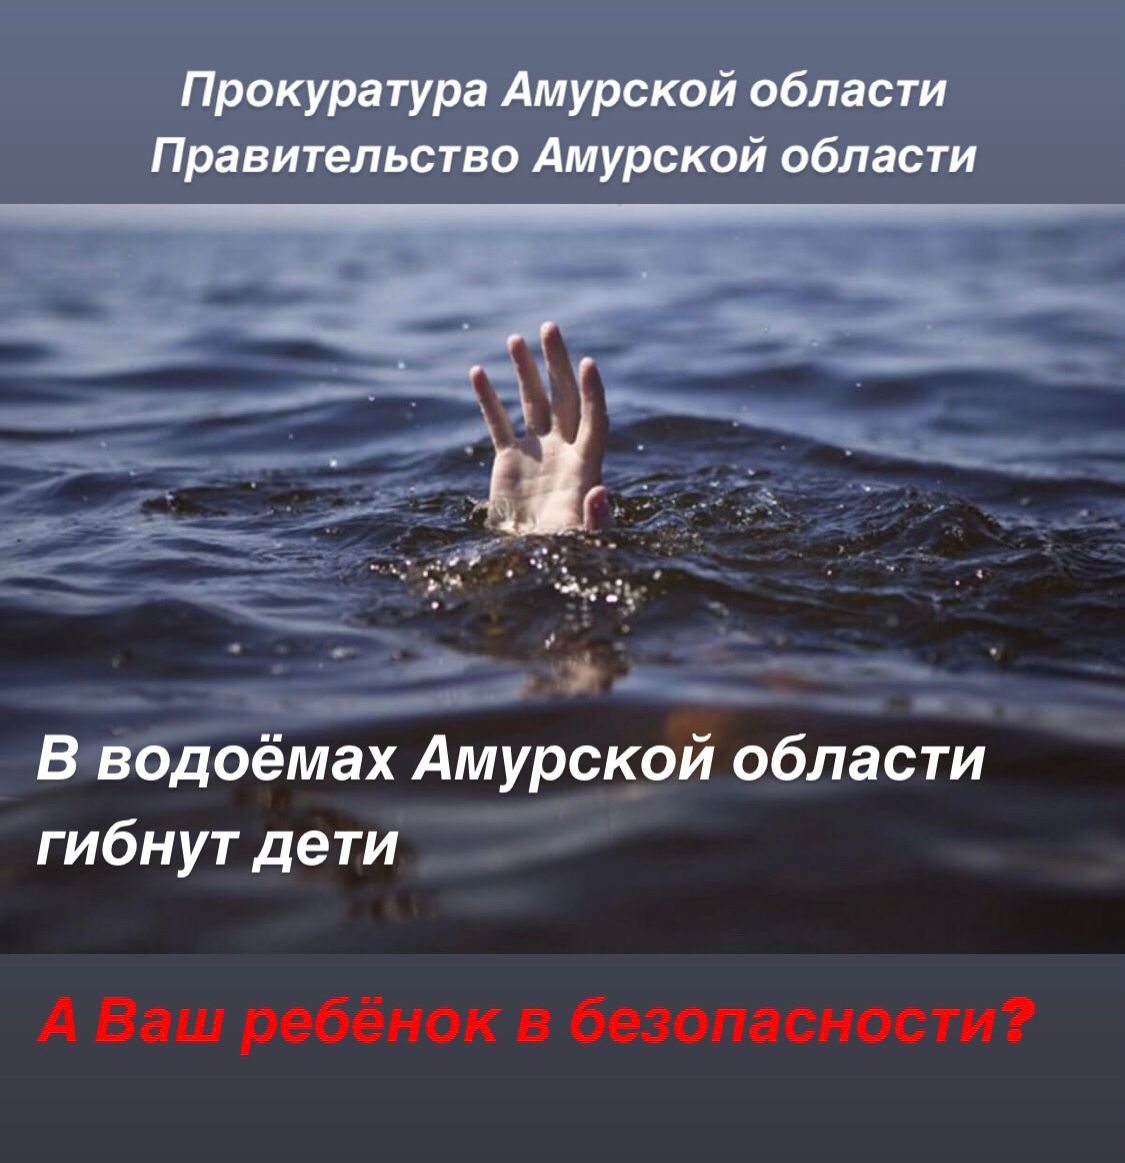 Прокуратура Амурской области
Правительство Амурской области
В водоёмах Амурской области
гибнут дети
А Ваш ребёнок в безопасности?